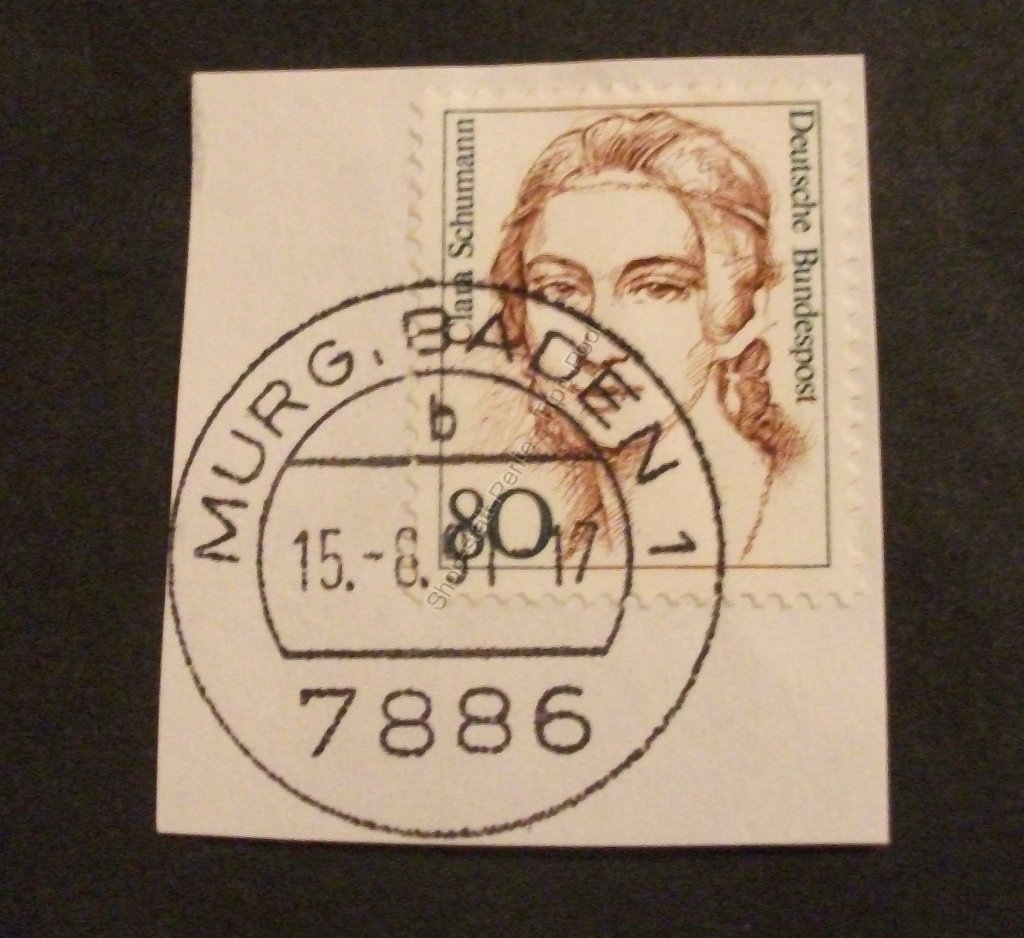 Clara Schumann
Deutsche Bundespost
80
MURG, BADEN 1
b
15.-8. 17
7886